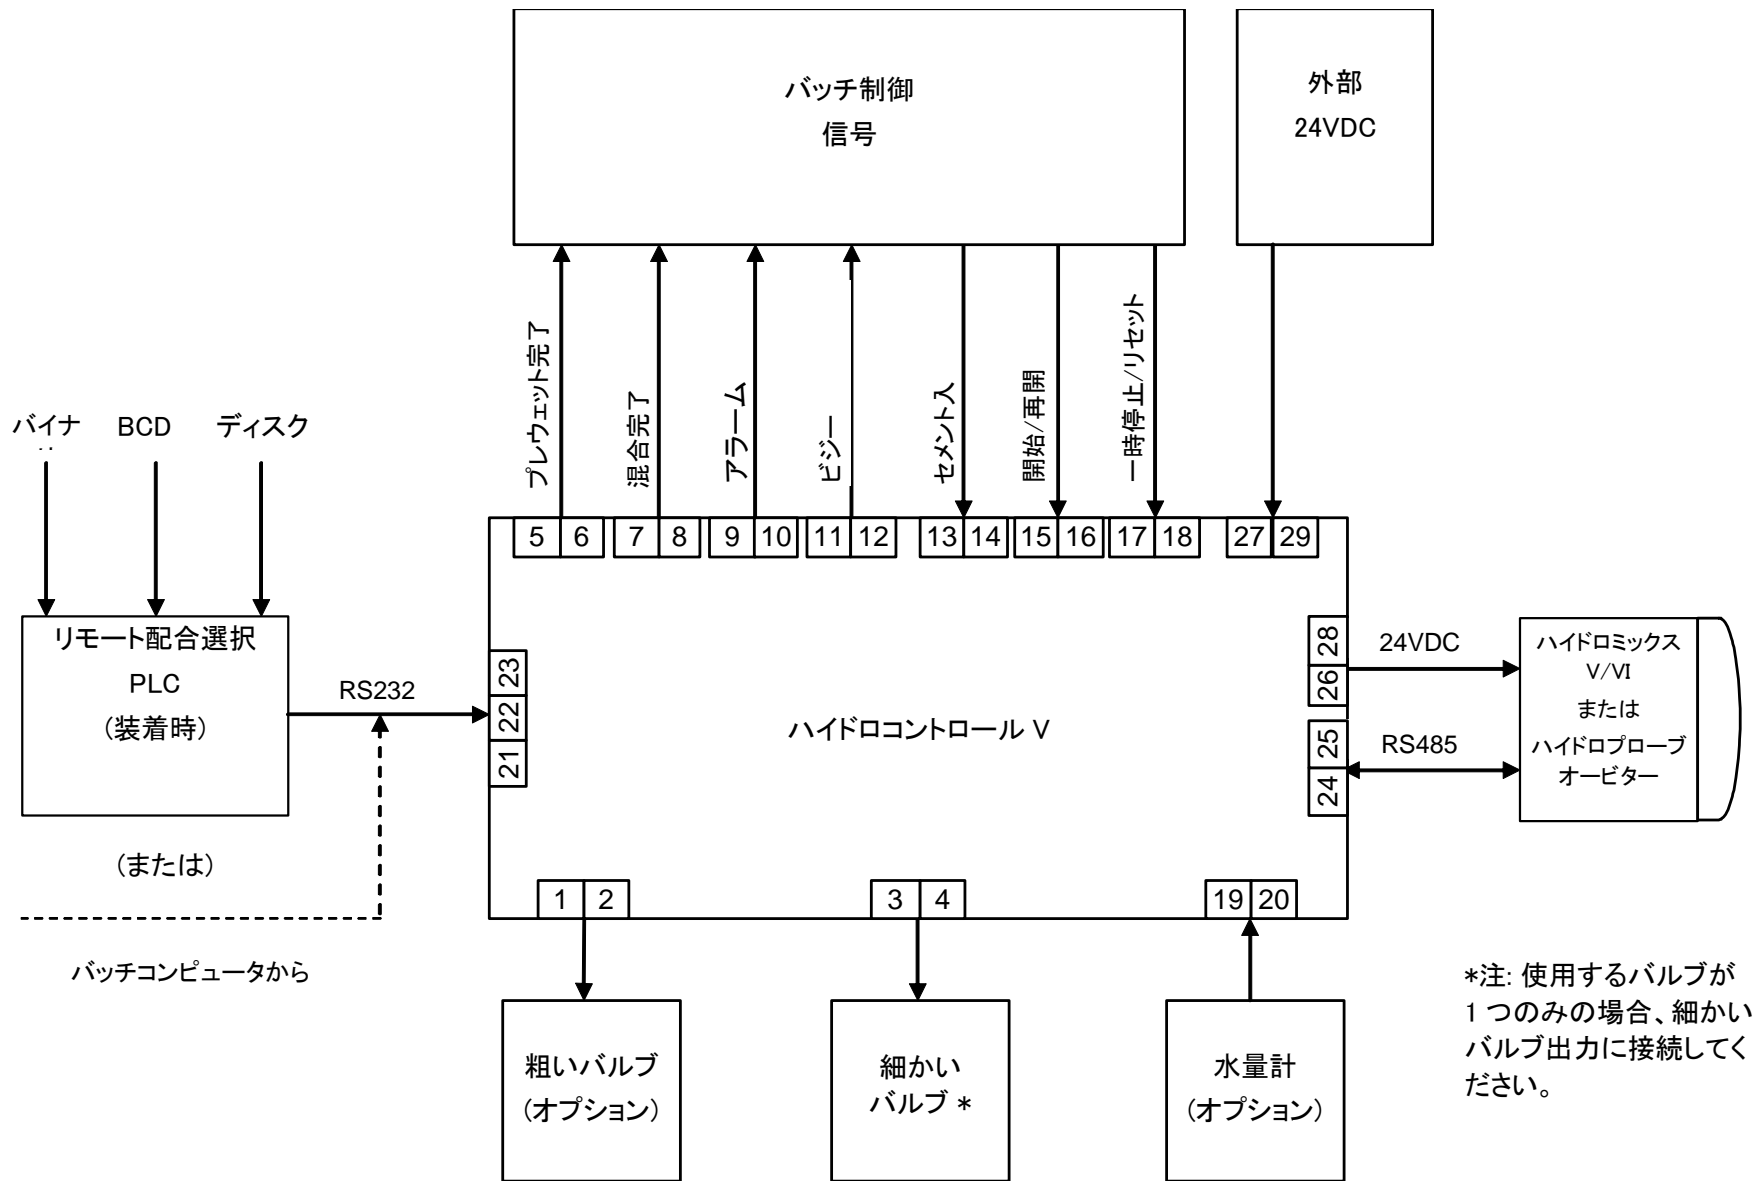 バッチ制御
信号
外部
24VDC
プレウェット完了
混合完了
アラーム
ビジー
セメント入
開始/再開
一時停止/リセット
バイナ
BCD
ディスク
5 6 7 8 9 10 11 12 13 14 15 16 17 18 27 29
リモート配合選択
PLC
(装着時)
RS232
23
22
21
ハイドロコントロール V
28
26
25
24
24VDC
RS485
ハイドロミックス
V/VI
または
ハイドロプローブ
オービター
(または)
バッチコンピュータから
1 2 3 4 19 20
粗いバルブ
(オプション)
細かい
バルブ *
水量計
(オプション)
*注: 使用するバルブが
1 つのみの場合、細かい
バルブ出力に接続してく
ださい。